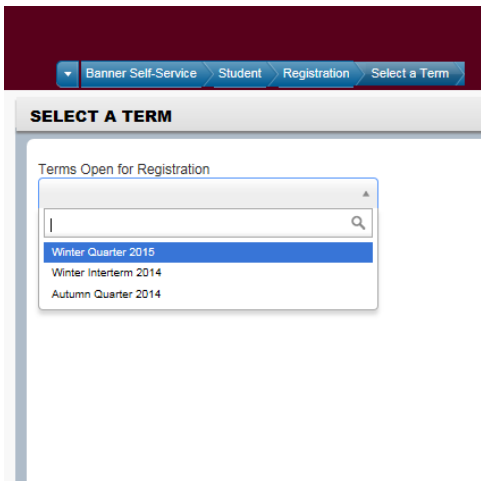 Banner Self-Service Student Registration Select a Term
SELECT A TERM
Terms Open for Registration
Winter Quarter 2015
Winter Interterm 2014
Autumn Quarter 2014